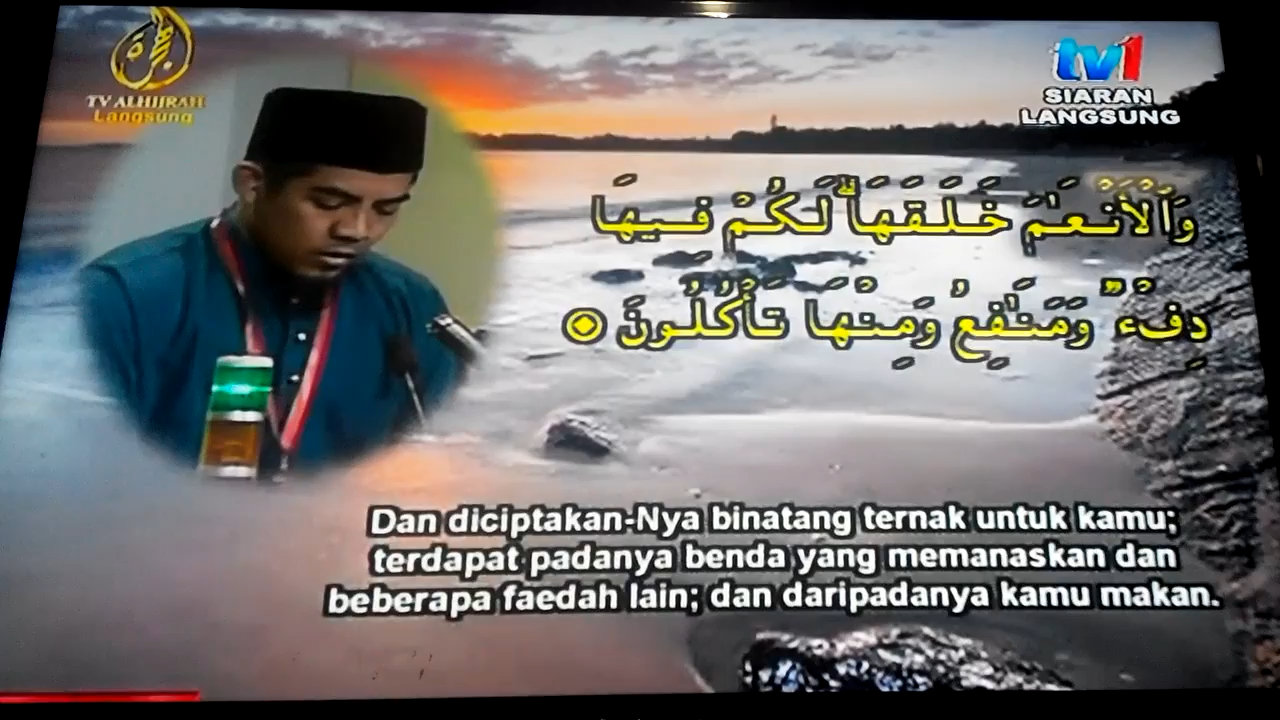 الهجرة
TV ALHIJRAH
Langsung
tv1
SIARAN
LANGSUNG
وَٱلْأَنْعَـٰمَ خَلَقَهَا ۗ لَكُمْ فِيهَا
دِفْءٌ وَمَنَـٰفِعُ وَمِنْهَا تَأْكُلُونَ
Dan diciptakan-Nya binatang ternak untuk kamu;
terdapat padanya benda yang memanaskan dan
beberapa faedah lain; dan daripadanya kamu makan.